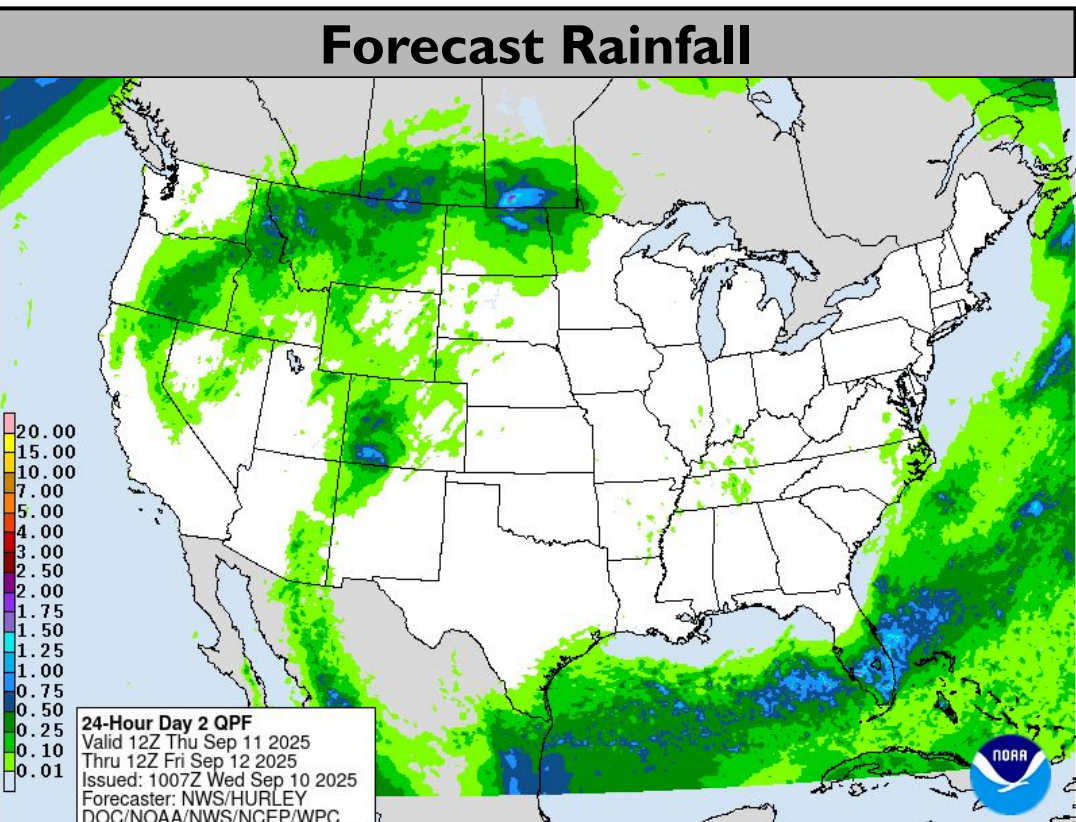 Forecast Rainfall
20.00
15.00
10.00
7.00
5.00
4.00
3.00
2.50
2.00
1.75
1.50
1.25
1.00
0.75
0.50
0.25
0.10
0.01
24-Hour Day 2 QPF
Valid 12Z Thu Sep 11 2025
Thru 12Z Fri Sep 12 2025
Issued: 1007Z Wed Sep 10 2025
Forecaster: NWS/HURLEY
DOC/NOAA/NWS/NCEP/WPC
NOAA